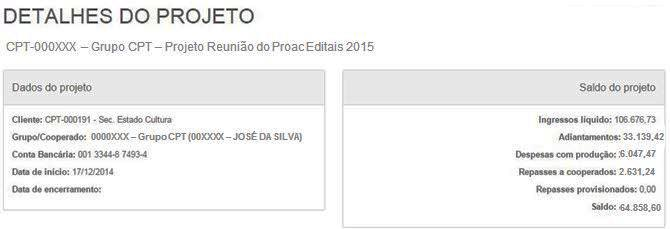 DETALHES DO PROJETO
CPT-000XXX – Grupo CPT – Projeto Reunião do Proac Editais 2015
Dados do projeto
Cliente: CPT-000191 - Sec. Estado Cultura
Grupo/Cooperado: 0000XXX – Grupo CPT (00XXXX – JOSÉ DA SILVA)
Conta Bancária: 001 3344-8 7493-4
Data de início: 17/12/2014
Data de encerramento:
Saldo do projeto
Ingressos líquido: 106.676,73
Adiantamentos: 33.139,42
Despesas com produção: 6.047,47
Repasses a cooperados: 2.631,24
Repasses provisionados: 0,00
Saldo: 64.858,60